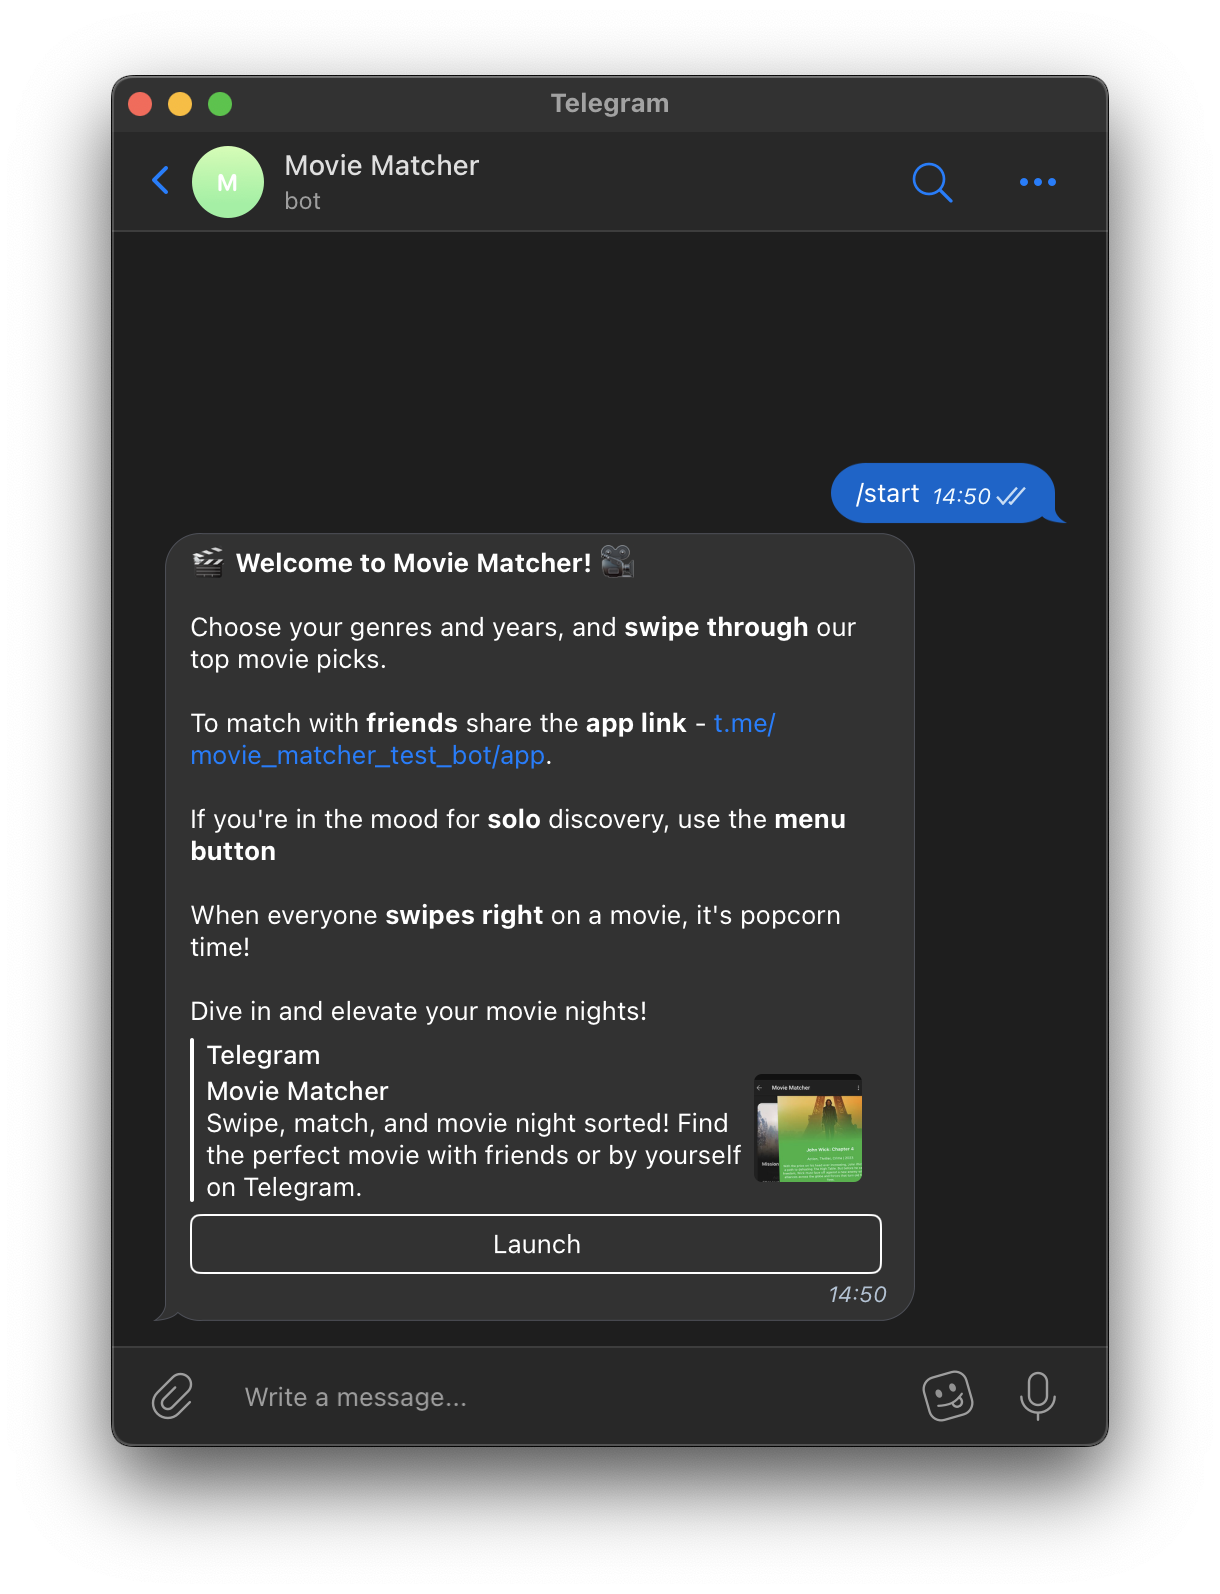 Telegram
M
Movie Matcher
bot
/start 14:50
🎬 Welcome to Movie Matcher! 🎥
Choose your genres and years, and swipe through our
top movie picks.
To match with friends share the app link - t.me/
movie_matcher_test_bot/app.
If you're in the mood for solo discovery, use the menu
button
When everyone swipes right on a movie, it's popcorn
time!
Dive in and elevate your movie nights!
Telegram
Movie Matcher
Swipe, match, and movie night sorted! Find
the perfect movie with friends or by yourself
on Telegram.
Movie Matcher
John Wick: Chapter 4
Mission
Launch
14:50
Write a message...